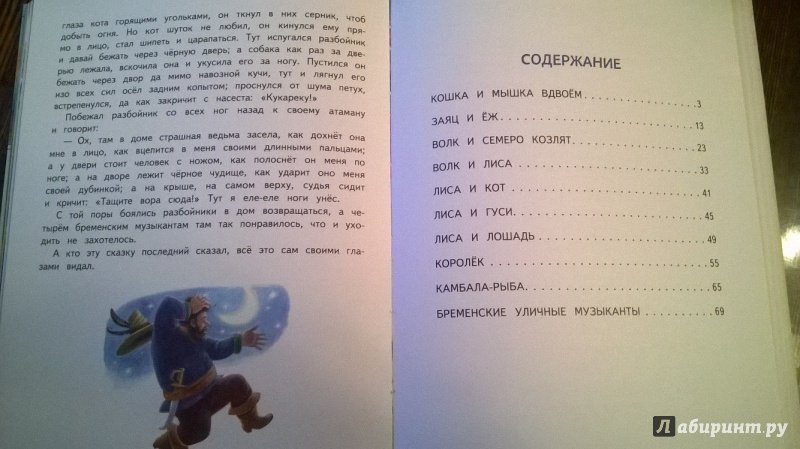 глаза кота горящими угольками, он ткнул в них серник, чтоб
добыть огня. Но кот шуток не любил, он кинулся ему пря-
мо в лицо, стал шипеть и царапаться. Тут испугался разбойник
и давай бежать через чёрную дверь; а собака как раз за две-
рью лежала, вскочила она и укусила его за ногу. Пустился он
бежать через двор да мимо навозной кучи, тут и лягнул его
изо всех сил осёл задним копытом; проснулся от шума петух,
встрепенулся, да как закричит с насеста: «Кукареку!»
Побежал разбойник со всех ног назад к своему атаману
и говорит:
— Ох, там в доме страшная ведьма засела, как дохнёт она
мне в лицо, как вцепится в меня своими длинными пальцами;
а у двери стоит человек с ножом, как полоснёт он меня по
ноге; а на дворе лежит чёрное чудище, как ударит оно меня
своей дубинкой; а на крыше, на самом верху, судья сидит
и кричит: «Тащите вора сюда!» Тут я еле-еле ноги унёс.
С той поры боялись разбойники в дом возвращаться, а че-
тырём бременским музыкантам там так понравилось, что и ухо-
дить не захотелось.
А кто эту сказку последний сказал, всё это сам своими гла-
зами видал.
СОДЕРЖАНИЕ
КОШКА И МЫШКА ВДВОЁМ . . . . . . . . . . . . . . 3
ЗАЯЦ И ЁЖ. . . . . . . . . . . . . . . . . . . . . . . . . . 13
ВОЛК И СЕМЕРО КОЗЛЯТ . . . . . . . . . . . . . . . 23
ВОЛК И ЛИСА . . . . . . . . . . . . . . . . . . . . . . . . 33
ЛИСА И КОТ . . . . . . . . . . . . . . . . . . . . . . . . . 41
ЛИСА И ГУСИ. . . . . . . . . . . . . . . . . . . . . . . . 45
ЛИСА И ЛОШАДЬ . . . . . . . . . . . . . . . . . . . . . 49
КОРОЛЁК . . . . . . . . . . . . . . . . . . . . . . . . . . . 55
КАМБАЛА-РЫБА. . . . . . . . . . . . . . . . . . . . . . 65
БРЕМЕНСКИЕ УЛИЧНЫЕ МУЗЫКАНТЫ . . . . . . . . . 69
Лабиринт.ру